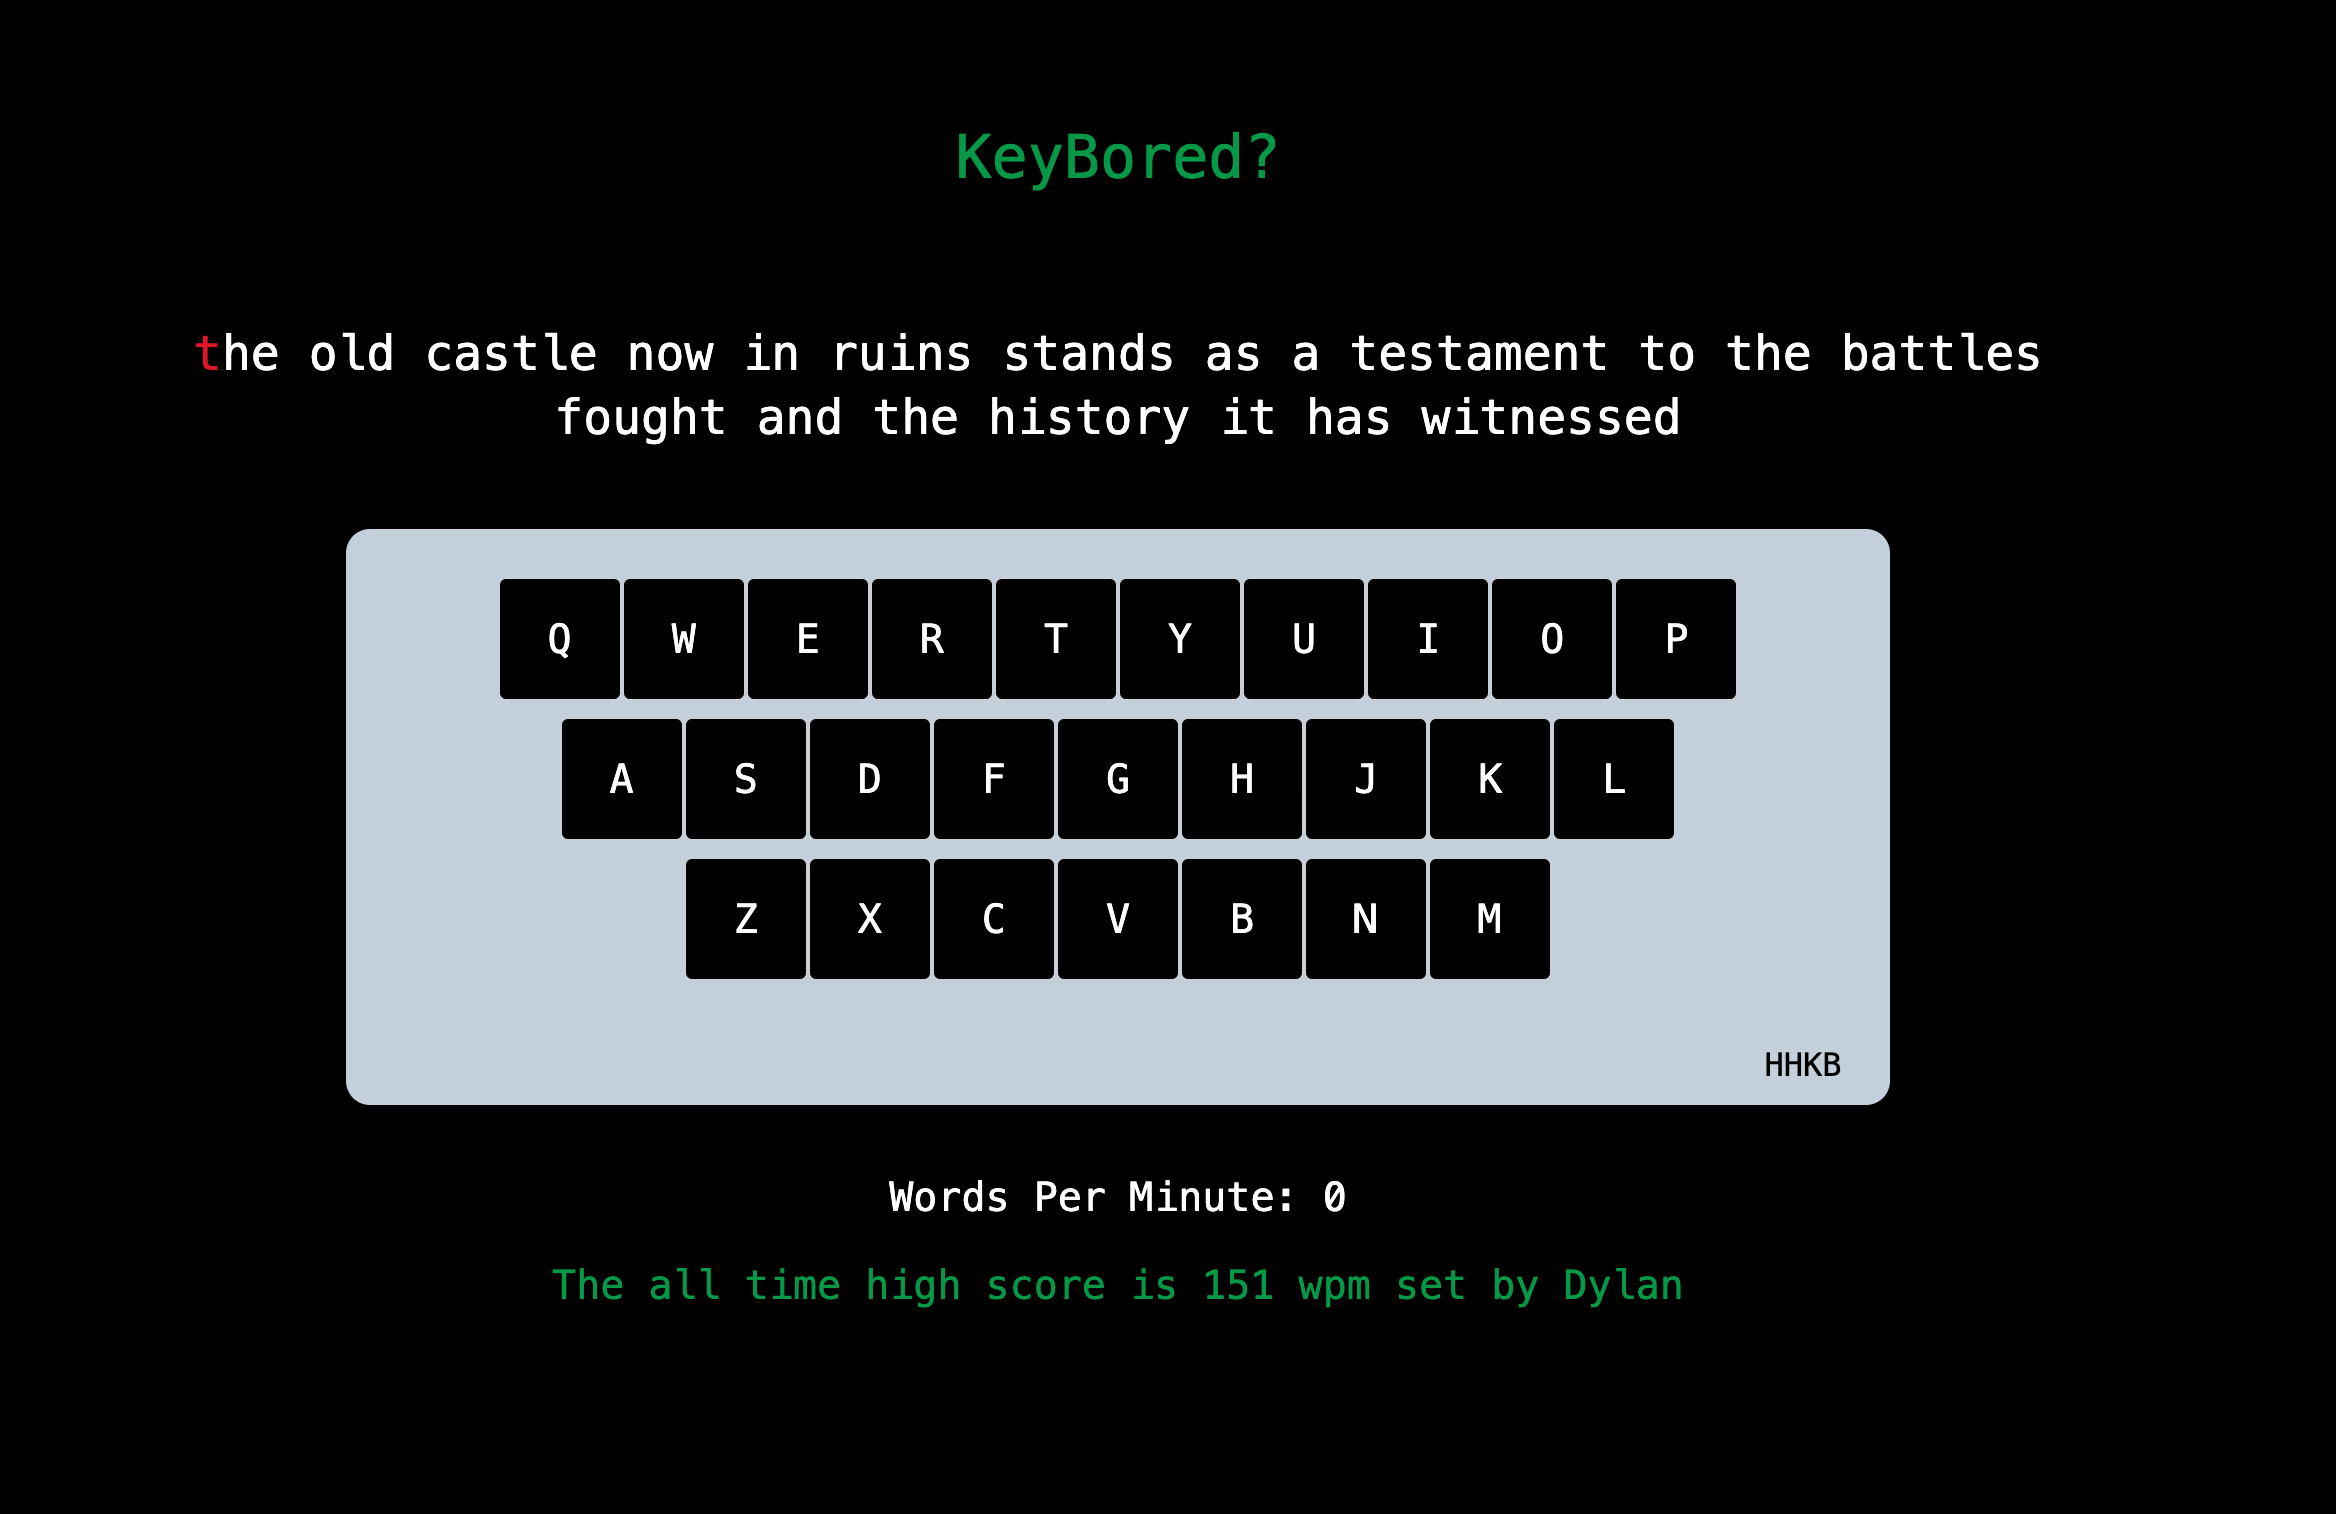 KeyBored?
the old castle now in ruins stands as a testament to the battles
fought and the history it has witnessed
Q W E R T Y U I O P
A S D F G H J K L
Z X C V B N M
HHKB
Words Per Minute: 0
The all time high score is 151 wpm set by Dylan